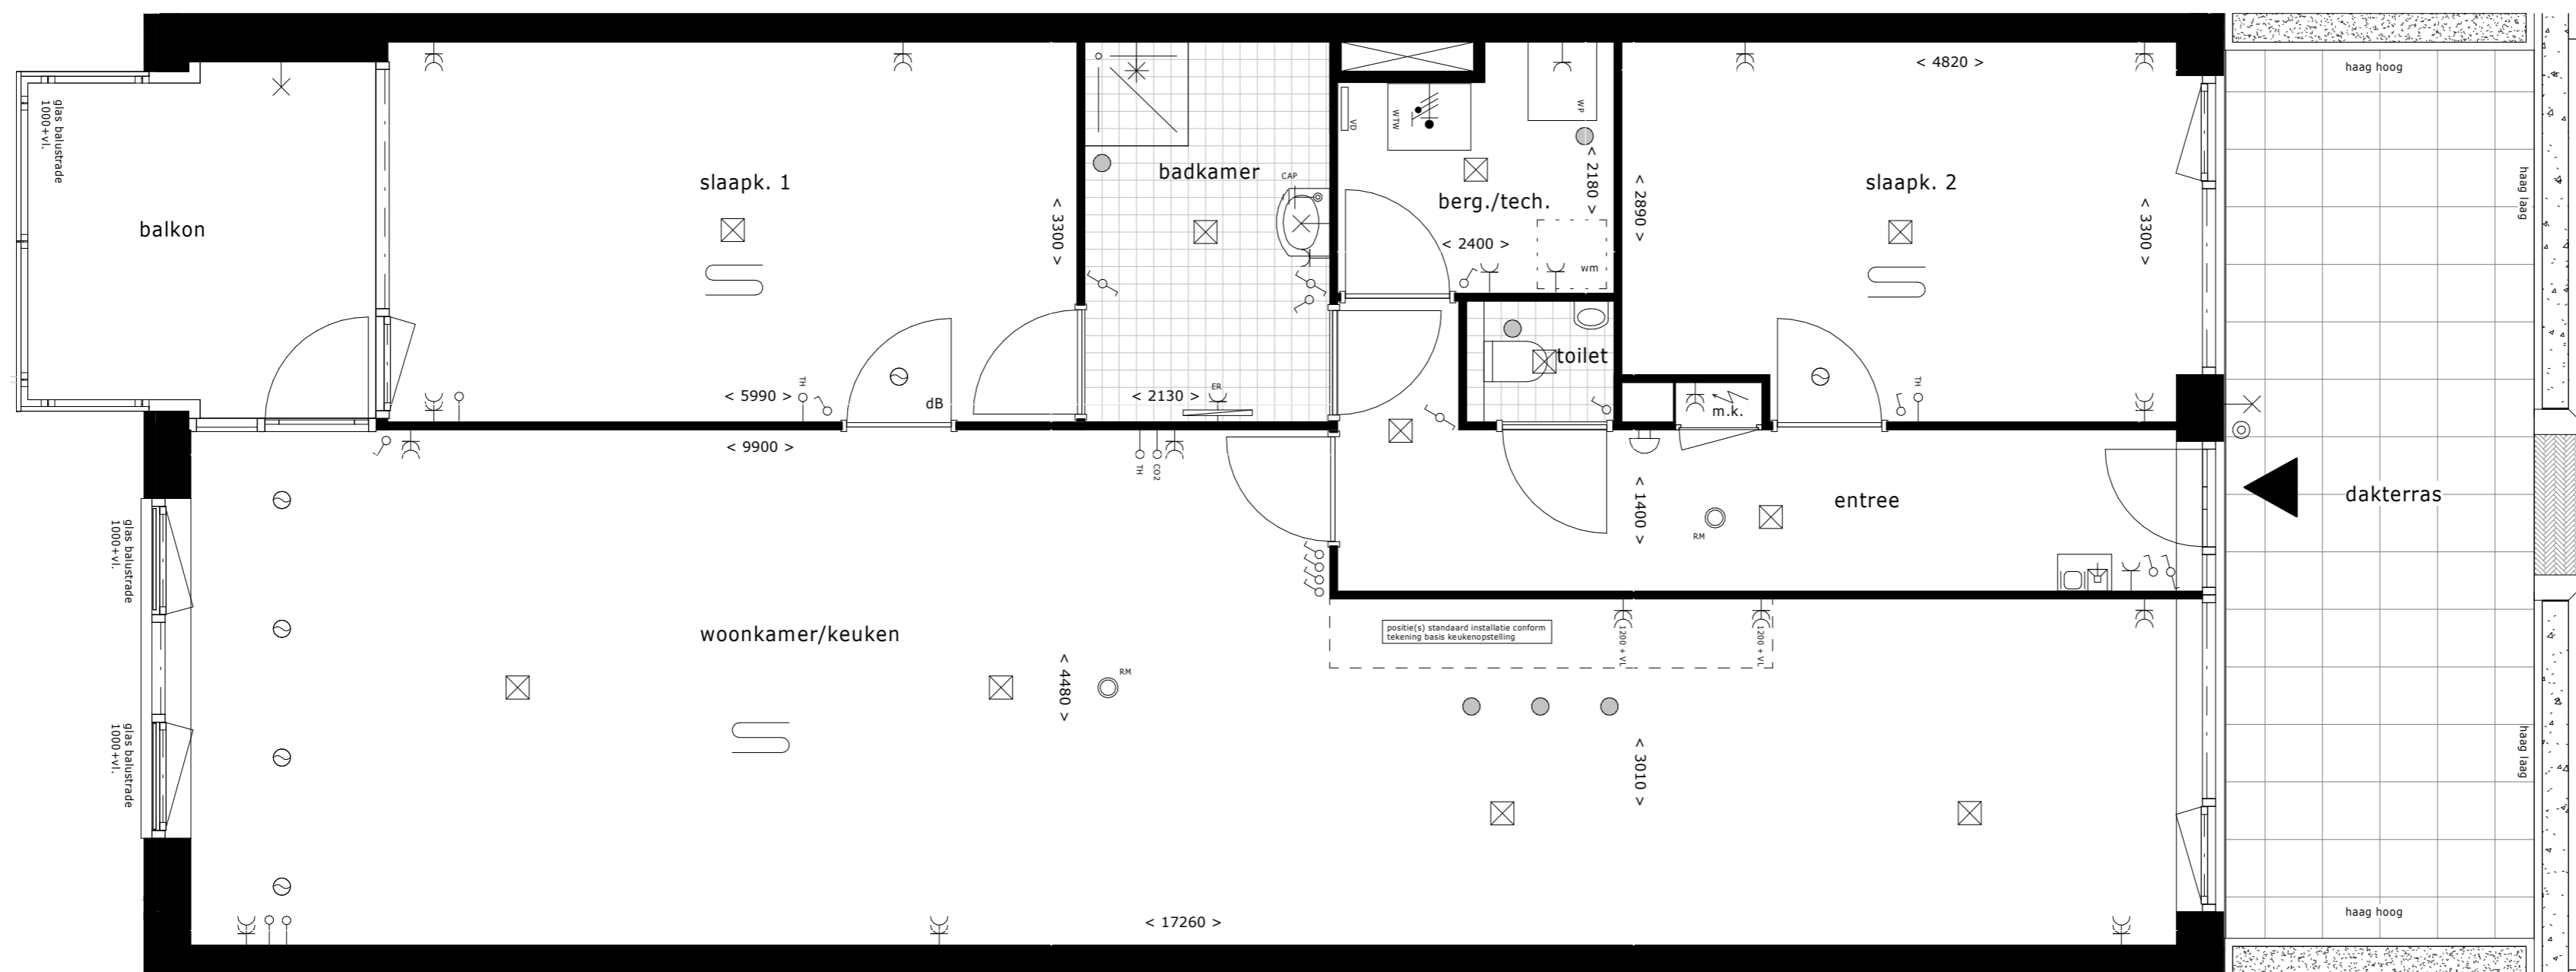 glas balustrade
1000+vl.
balkon
slaapk. 1
< 3300 >
< 5990 >
TH
dB
badkamer
CAP
< 2130 >
ER
VD
WTW
WP
berg./tech.
< 2180 >
< 2400 >
wm
toilet
< 2890 >
slaapk. 2
< 4820 >
< 3300 >
m.k.
TH
haag hoog
haag laag
< 9900 >
TH
CO2
< 1400 >
RM
entree
dakterras
glas balustrade
1000+vl.
woonkamer/keuken
positie(s) standaard installatie conform
tekening basis keukenopstelling
1200 + VL
1200 + VL
< 4480 >
RM
< 3010 >
glas balustrade
1000+vl.
haag laag
< 17260 >
haag hoog